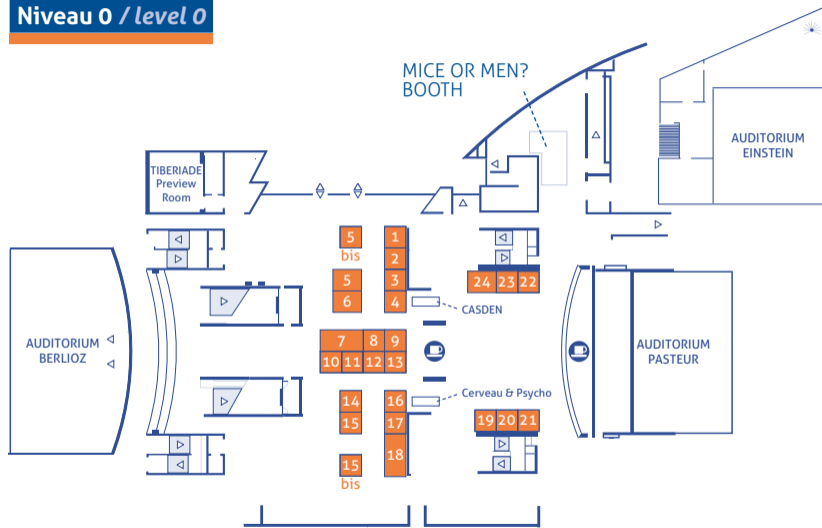 Niveau 0 / level 0
MICE OR MEN?
BOOTH
AUDITORIUM
EINSTEIN
TIBERIADE
Preview
Room
5
bis
1
2
5
3
6
4
24 23 22
CASDEN
AUDITORIUM
BERLIOZ
7 8 9
10 11 12 13
AUDITORIUM
PASTEUR
Cerveau & Psycho
14
16
15
17
19 20 21
18
15
bis